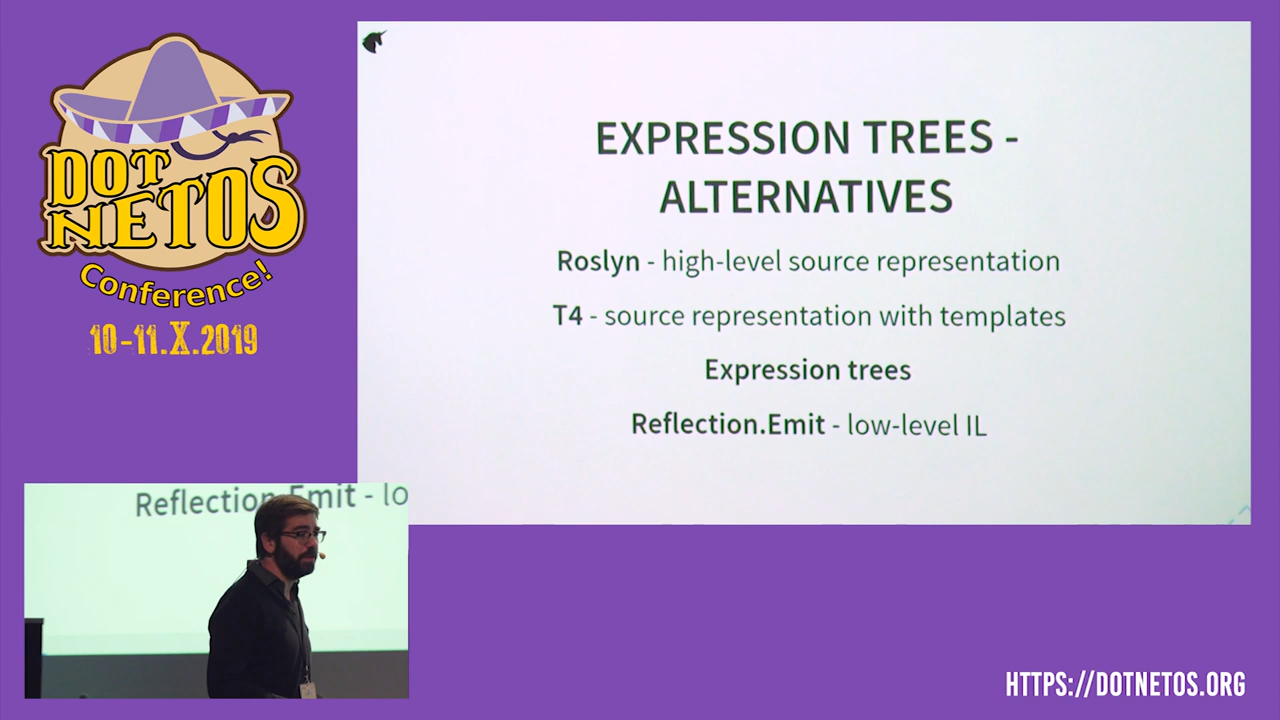 DOT
NETOS
Conference!
10-11.X.2019
EXPRESSION TREES -
ALTERNATIVES
Roslyn - high-level source representation
T4 - source representation with templates
Expression trees
Reflection.Emit - low-level IL
Reflection.Emit - lo
HTTPS://DOTNETOS.ORG